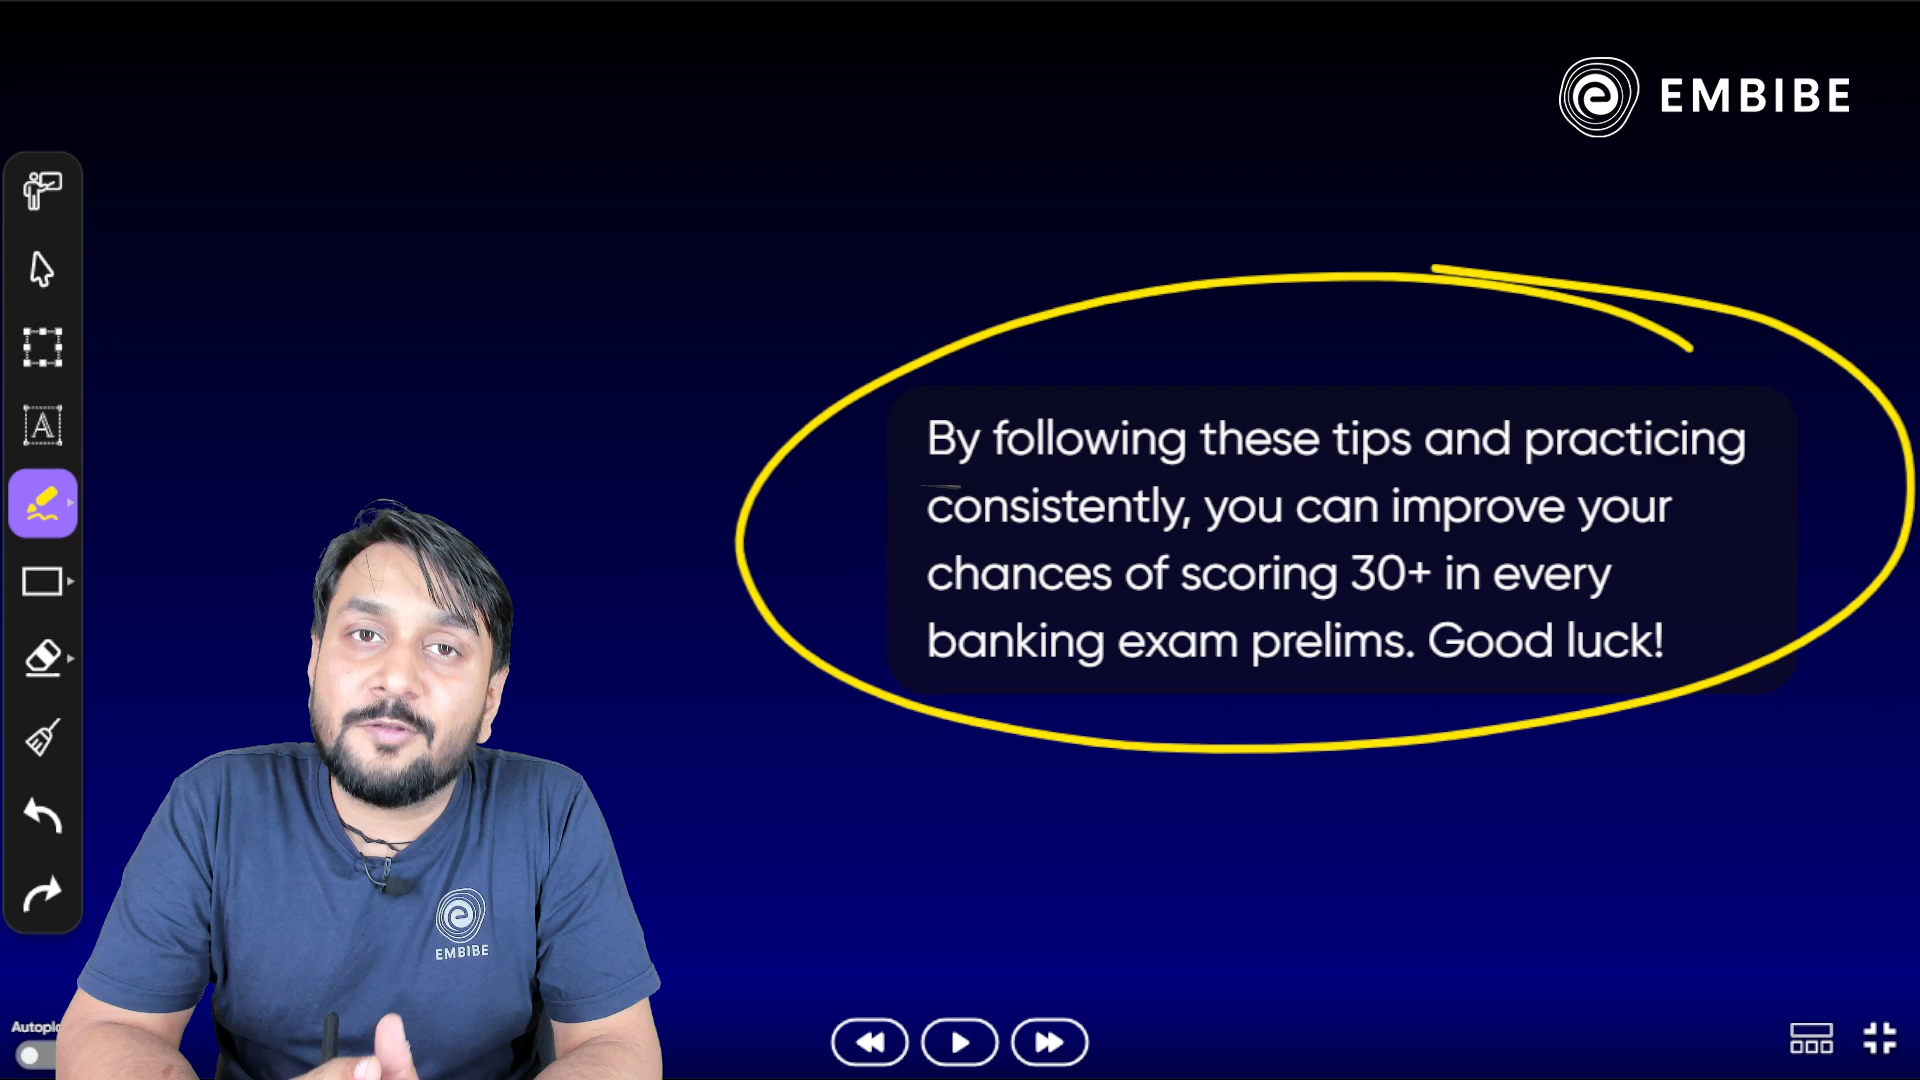 EMBIBE
By following these tips and practicing
consistently, you can improve your
chances of scoring 30+ in every
banking exam prelims. Good luck!
EMBIBE